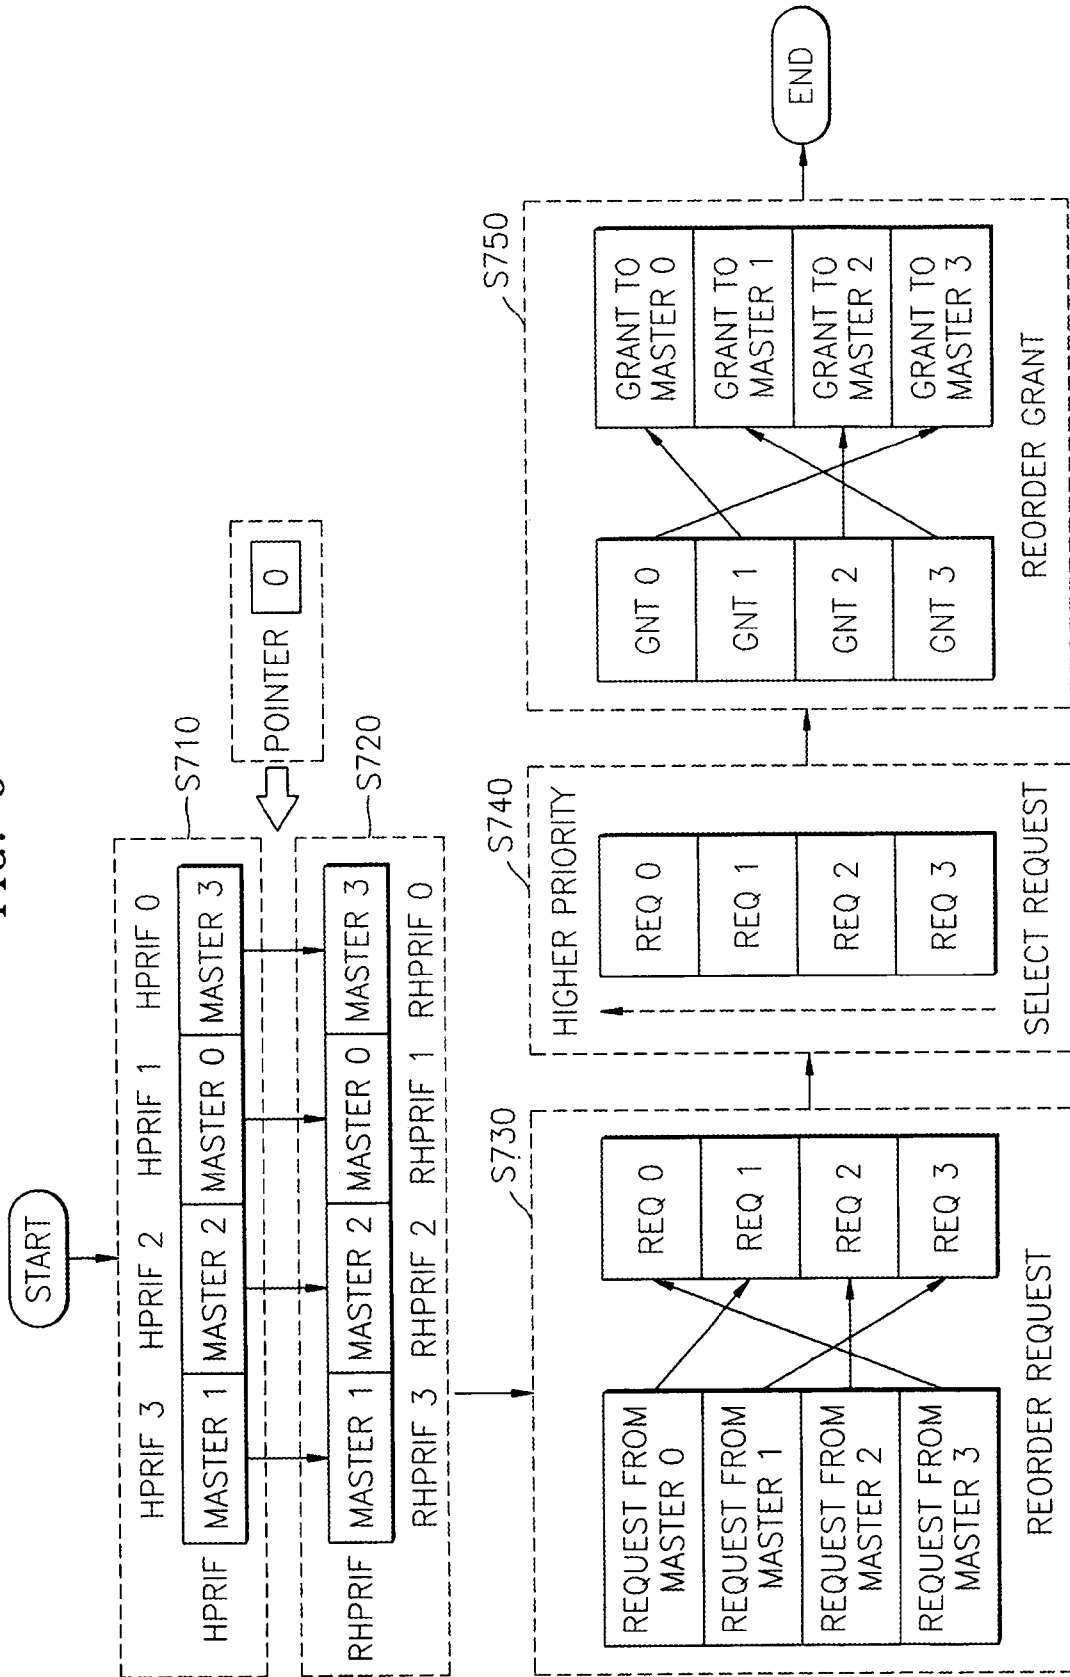 FIG.
START
HPRIF 3 HPRIF 2 HPRIF 1 HPRIF 0
S710
HPRIF MASTER 1 MASTER 2 MASTER 0 MASTER 3
POINTER 0
S720
RHPRIF MASTER 1 MASTER 2 MASTER 0 MASTER 3
RHPRIF 3 RHPRIF 2 RHPRIF 1 RHPRIF 0
S730
REQUEST FROM
MASTER 0
REQUEST FROM
MASTER 1
REQUEST FROM
MASTER 2
REQUEST FROM
MASTER 3
REQ 0
REQ 1
REQ 2
REQ 3
REORDER REQUEST
S740
HIGHER PRIORITY
REQ 0
REQ 1
REQ 2
REQ 3
SELECT REQUEST
S750
GNT 0
GNT 1
GNT 2
GNT 3
GRANT TO
MASTER 0
GRANT TO
MASTER 1
GRANT TO
MASTER 2
GRANT TO
MASTER 3
REORDER GRANT
END